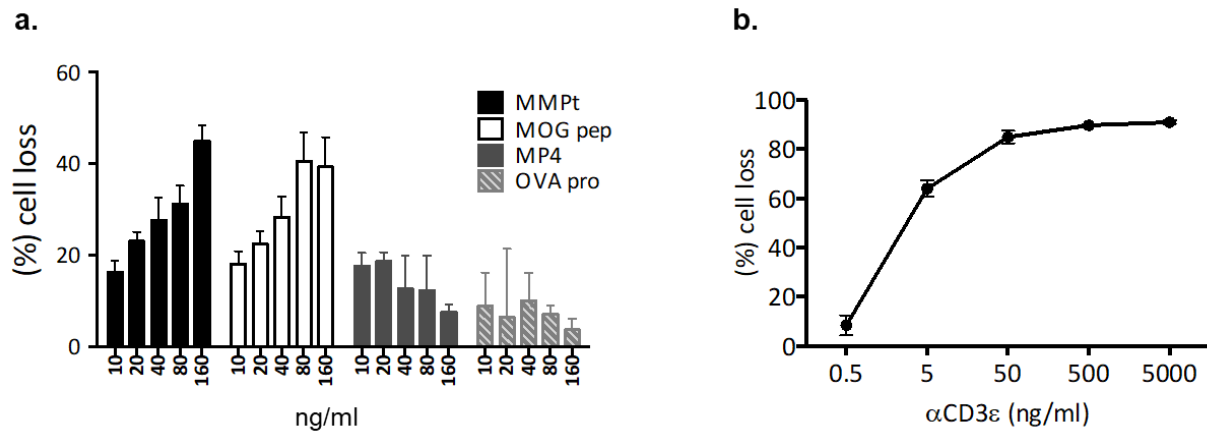 a.
60
40
20
0
(%) cell loss
MMPt
MOG pep
MP4
OVA pro
10 20 40 80 160 10 20 40 80 160 10 20 40 80 160 10 20 40 80 160
ng/ml
b.
100
80
60
40
20
0
(%) cell loss
0.5 5 50 500 5000
αCD3ε (ng/ml)